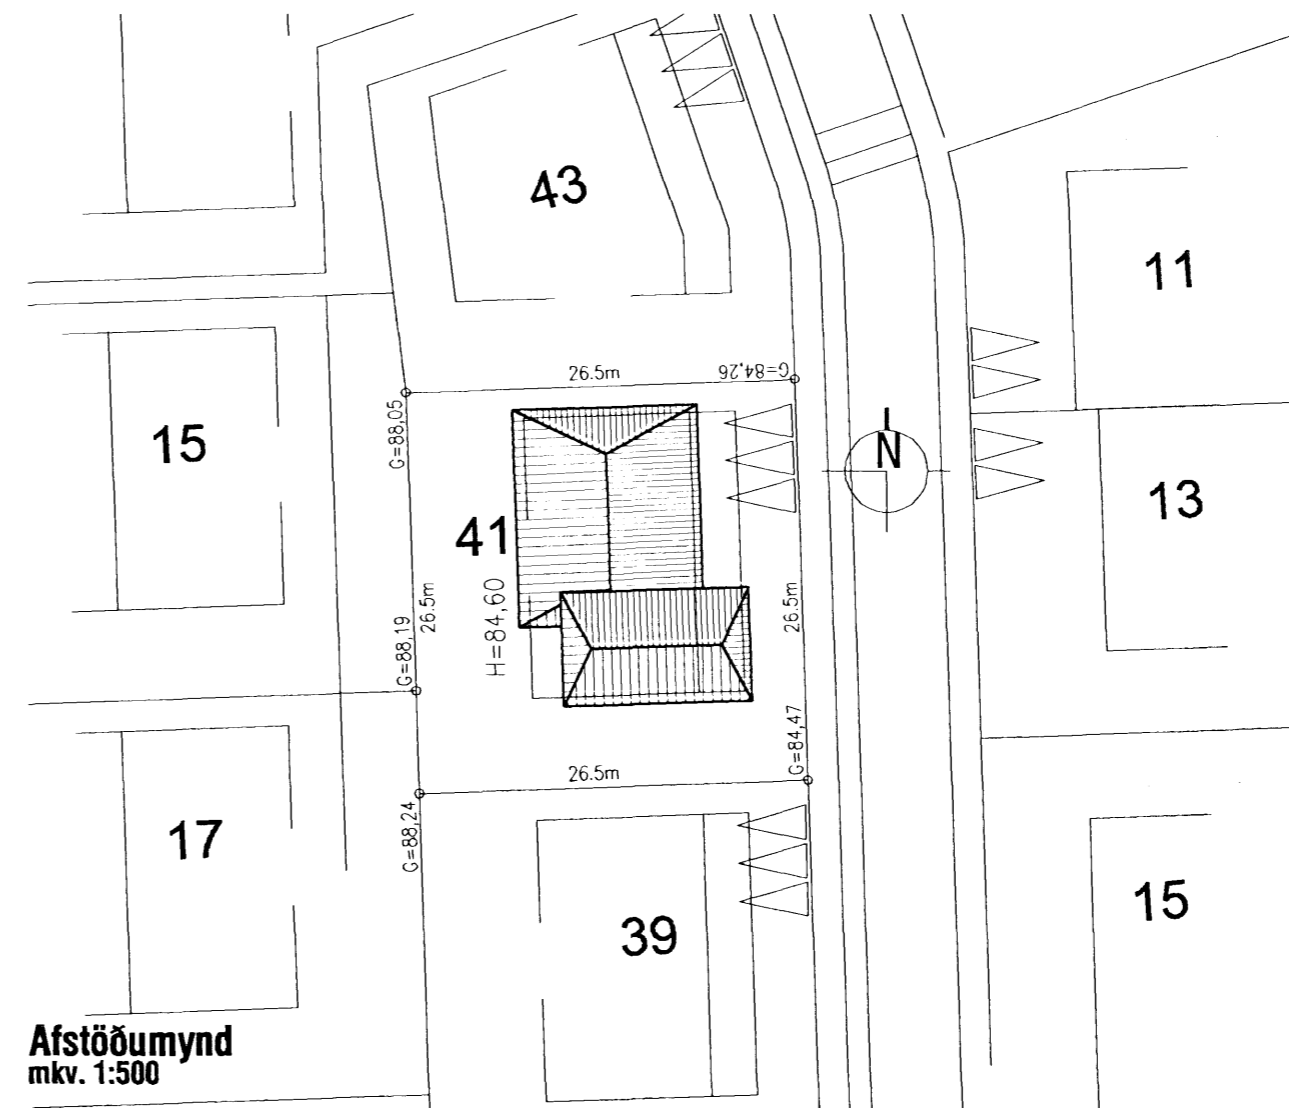 43
11
26.5m
G=84,26
G=88,05
15
N
13
41
H=84,60
26.5m
26.5m
G=88,19
G=84,47
26.5m
G=88,24
17
39
15
Afstöðumynd
mkv. 1:500